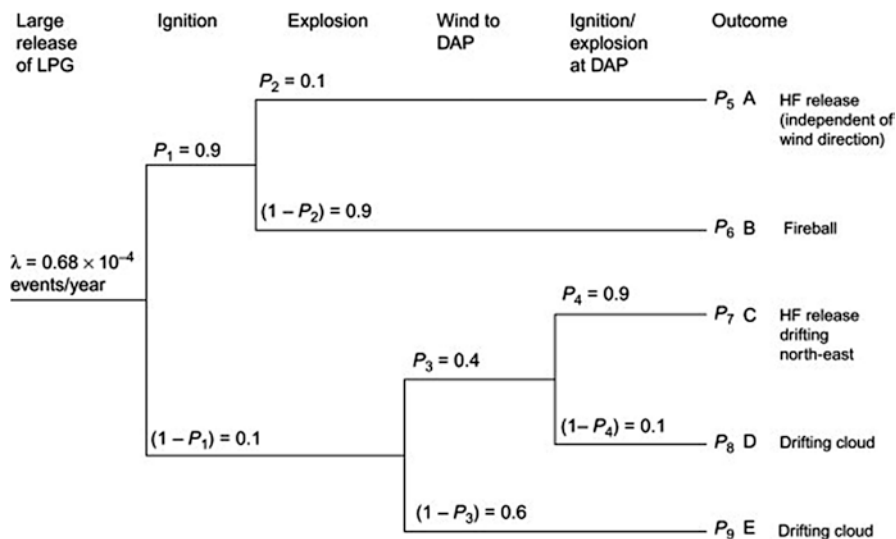 Large
release
of LPG
Ignition
Explosion
Wind to
DAP
Ignition/
explosion
at DAP
Outcome
P2 = 0.1
P5 A HF release
(independent of
wind direction)
P1 = 0.9
(1 – P2) = 0.9
P6 B Fireball
λ = 0.68 × 10–4
events/year
P4 = 0.9
P7 C HF release
drifting
north-east
P3 = 0.4
(1 – P1) = 0.1
(1– P4) = 0.1
P8 D Drifting cloud
(1 – P3) = 0.6
P9 E Drifting cloud